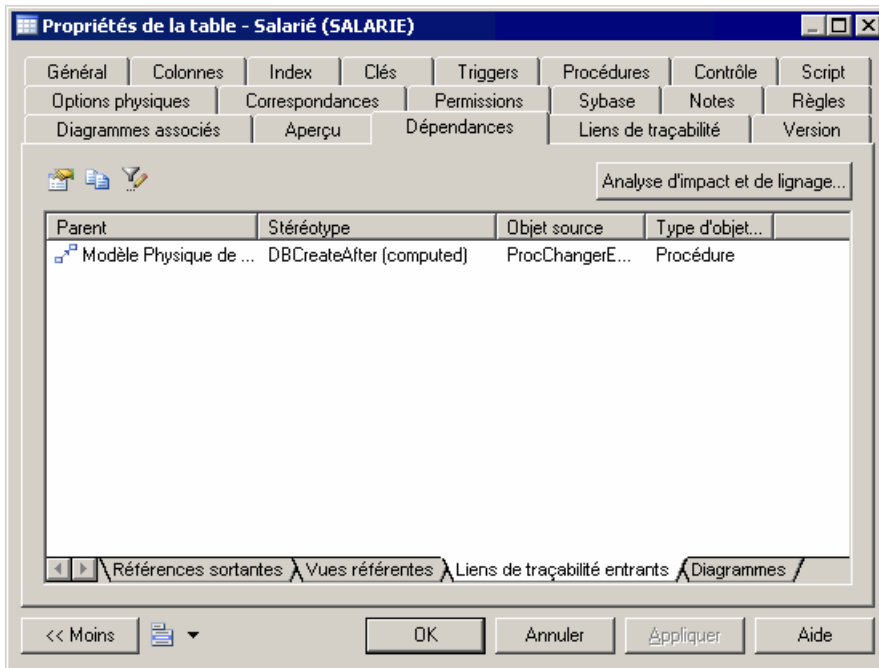 Propriétés de la table - Salarié (SALARIE)
Général Colonnes Index Clés Triggers Procédures Contrôle Script
Options physiques Correspondances Permissions Sybase Notes Règles
Diagrammes associés Aperçu Dépendances Liens de traçabilité Version
Analyse d'impact et de lignage...
Parent Stéréotype Objet source Type d'objet...
Modèle Physique de ... DBCreateAfter (computed) ProcChangerE... Procédure
Références sortantes Vues référentes Liens de traçabilité entrants Diagrammes
<< Moins OK Annuler Appliquer Aide